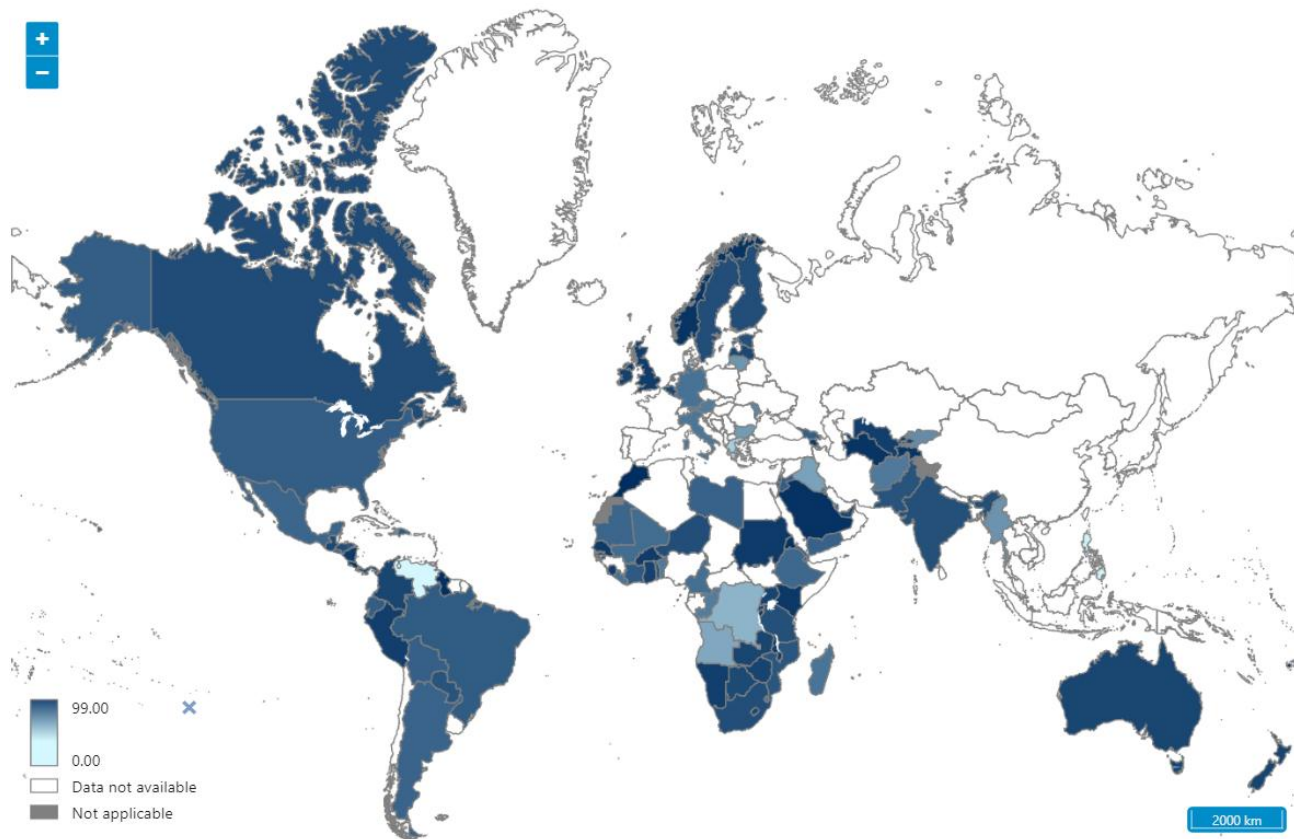 +
−
99.00
0.00
Data not available
Not applicable
2000 km